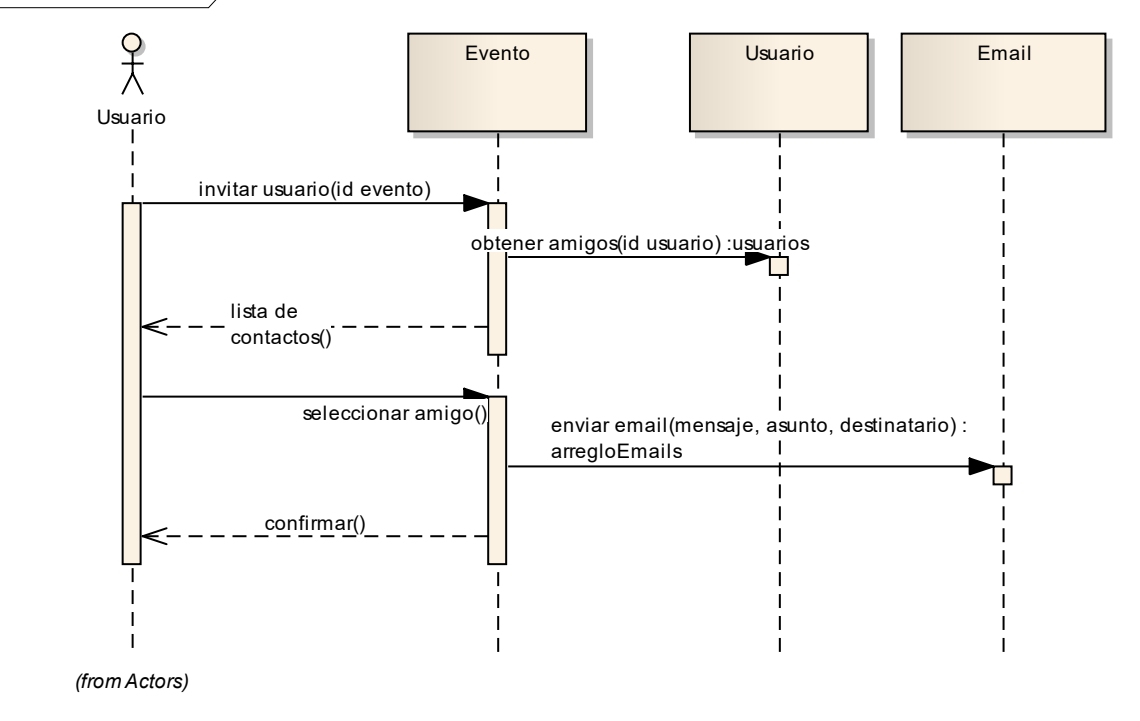 Evento
Usuario
Email
Usuario
invitar usuario(id evento)
obtener amigos(id usuario) :usuarios
lista de
contactos()
seleccionar amigo()
enviar email(mensaje, asunto, destinatario) :
arregloEmails
confirmar()
(from Actors)